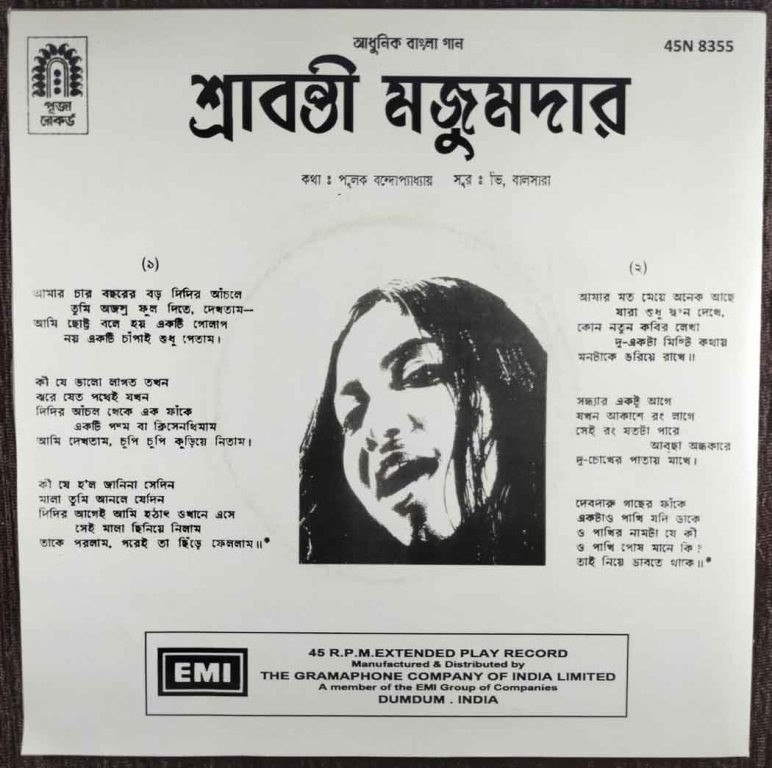 আধুনিক বাংলা গান
45N 8355
পূজা
রেকর্ড
শ্রাবন্তী মজুমদার
কথা : পুলক বন্দোপাধ্যায় সুর : ভি, বালসারা
(১)
আমার চার বছরের বড় দিদির আঁচলে
তুমি অজস্র ফুল দিতে, দেখতাম—
আমি ছোট্ট বলে হয় একটি গোলাপ
নয় একটি চাঁপাই শুধু পেতাম।
কী যে ভালো লাগত তখন
ঝরে যেত পথেই যখন
দিদির আঁচল থেকে এক ফাঁকে
একটি পদ্ম বা ক্রিসেনথিমাম
আমি দেখতাম, চুপি চুপি কুড়িয়ে নিতাম।
কী যে হ'ল জানিনা সেদিন
মালা তুমি আনলে যেদিন
দিদির আগেই আমি হঠাৎ ওখানে এসে
সেই মালা ছিনিয়ে নিলাম
তাকে পরলাম, পরেই তা ছিঁড়ে ফেললাম॥*
(২)
আমার মত মেয়ে অনেক আছে
যারা শুধু স্বপ্ন দেখে,
কোন নতুন কবির লেখা
দু-একটা মিষ্টি কথায়
মনটাকে ভরিয়ে রাখে॥
সন্ধ্যার একটু আগে
যখন আকাশে রং লাগে
সেই রং যতটা পারে
আবছা অন্ধকারে
দু-চোখের পাতায় মাখে।
দেবদারু গাছের ফাঁকে
একটাও পাখি যদি ডাকে
ও পাখির নামটা যে কী
ও পাখি পোষ মানে কি?
তাই নিয়ে ভাবতে থাকে॥*
EMI
45 R.P.M.EXTENDED PLAY RECORD
Manufactured & Distributed by
THE GRAMAPHONE COMPANY OF INDIA LIMITED
A member of the EMI Group of Companies
DUMDUM . INDIA